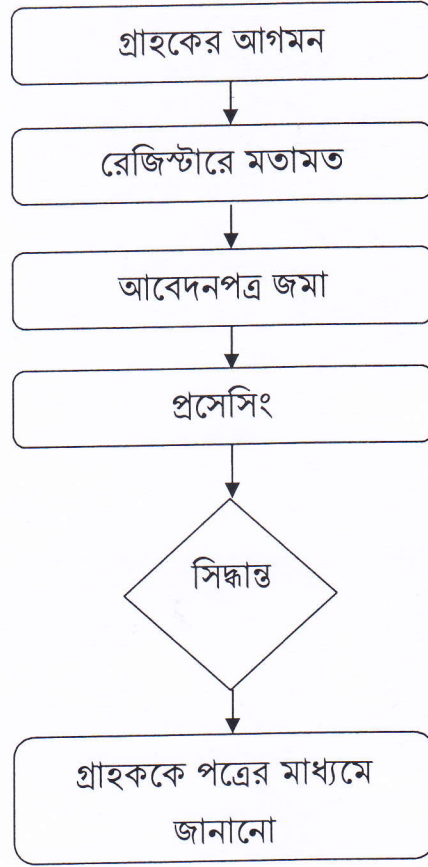 গ্রাহকের আগমন
রেজিস্টারে মতামত
আবেদনপত্র জমা
প্রসেসিং
সিদ্ধান্ত
গ্রাহককে পত্রের মাধ্যমে
জানানো